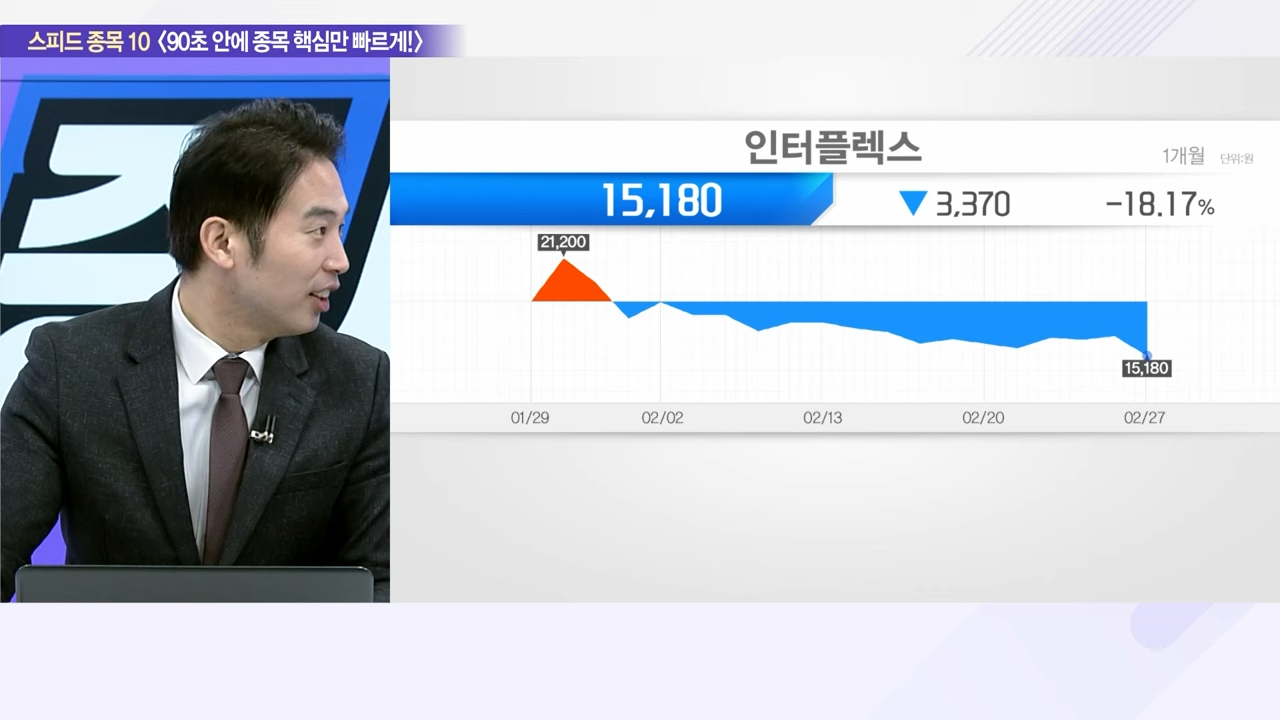 스피드 종목 10 〈90초 안에 종목 핵심만 빠르게!〉
인터플렉스
1개월 단위:원
15,180 ▼ 3,370 -18.17%
21,200
15,180
01/29 02/02 02/13 02/20 02/27